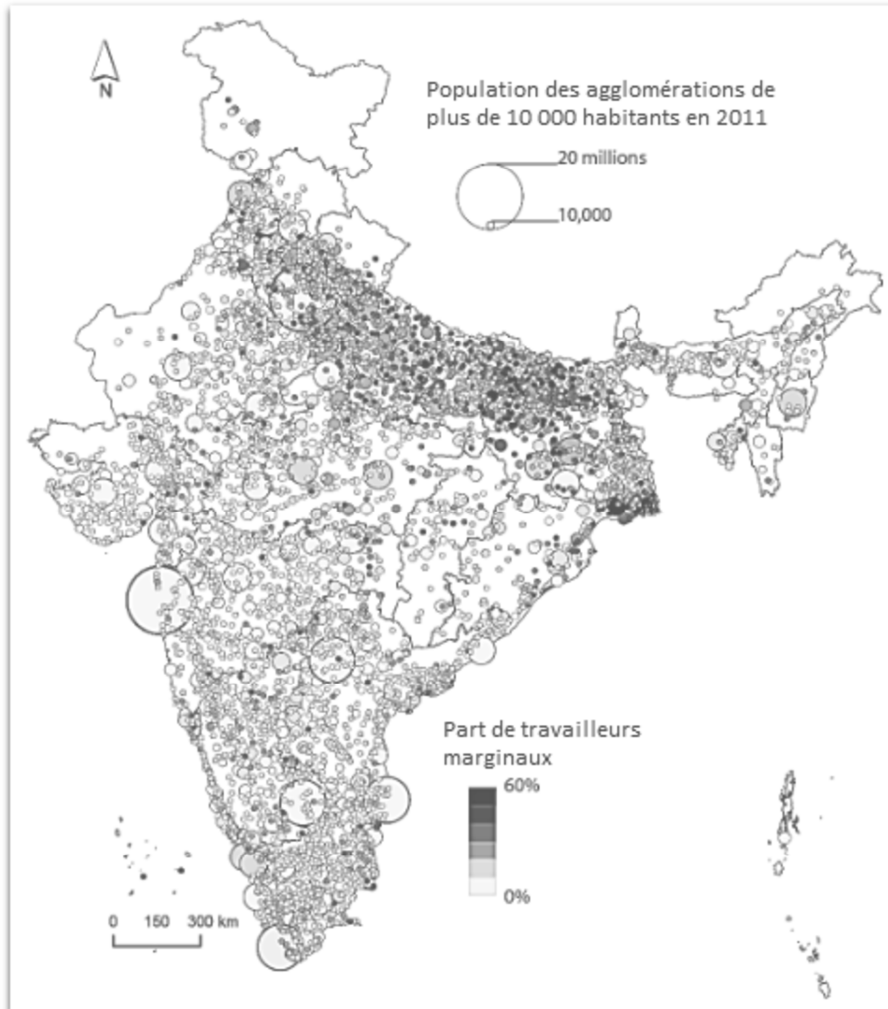 N
Population des agglomérations de
plus de 10 000 habitants en 2011
20 millions
10,000
Part de travailleurs
marginaux
60%
0%
0 150 300 km